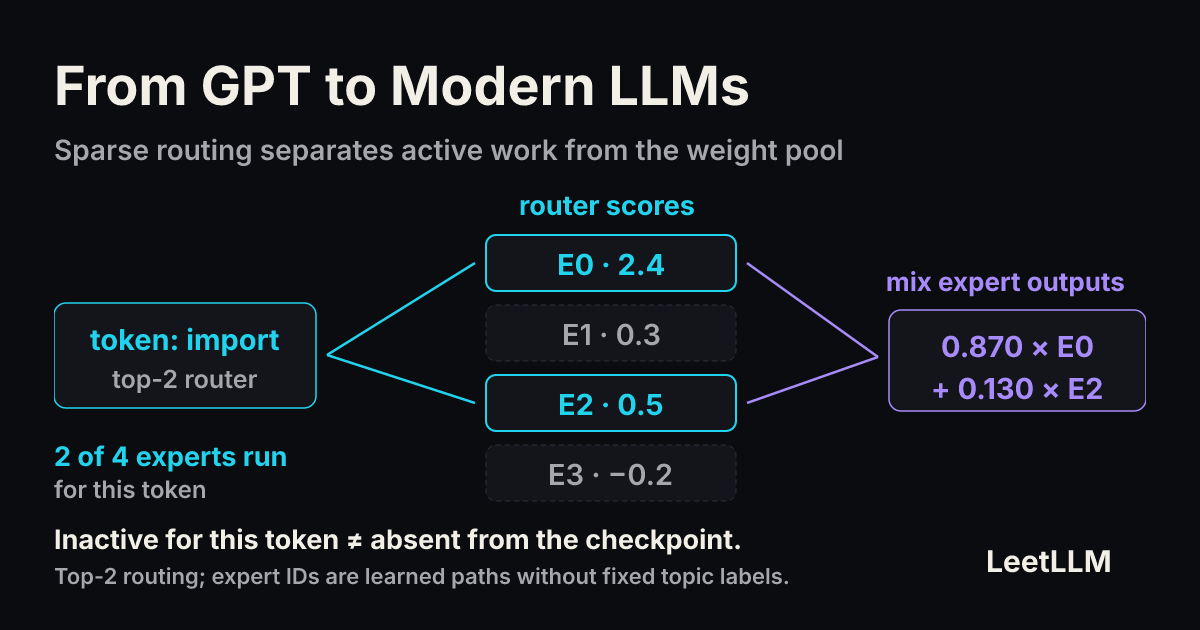 From GPT to Modern LLMs
Sparse routing separates active work from the weight pool
router scores
E0 · 2.4
E1 · 0.3
E2 · 0.5
E3 · −0.2
token: import
top-2 router
2 of 4 experts run
for this token
mix expert outputs
0.870 × E0
+ 0.130 × E2
Inactive for this token ≠ absent from the checkpoint.
Top-2 routing; expert IDs are learned paths without fixed topic labels.
LeetLLM